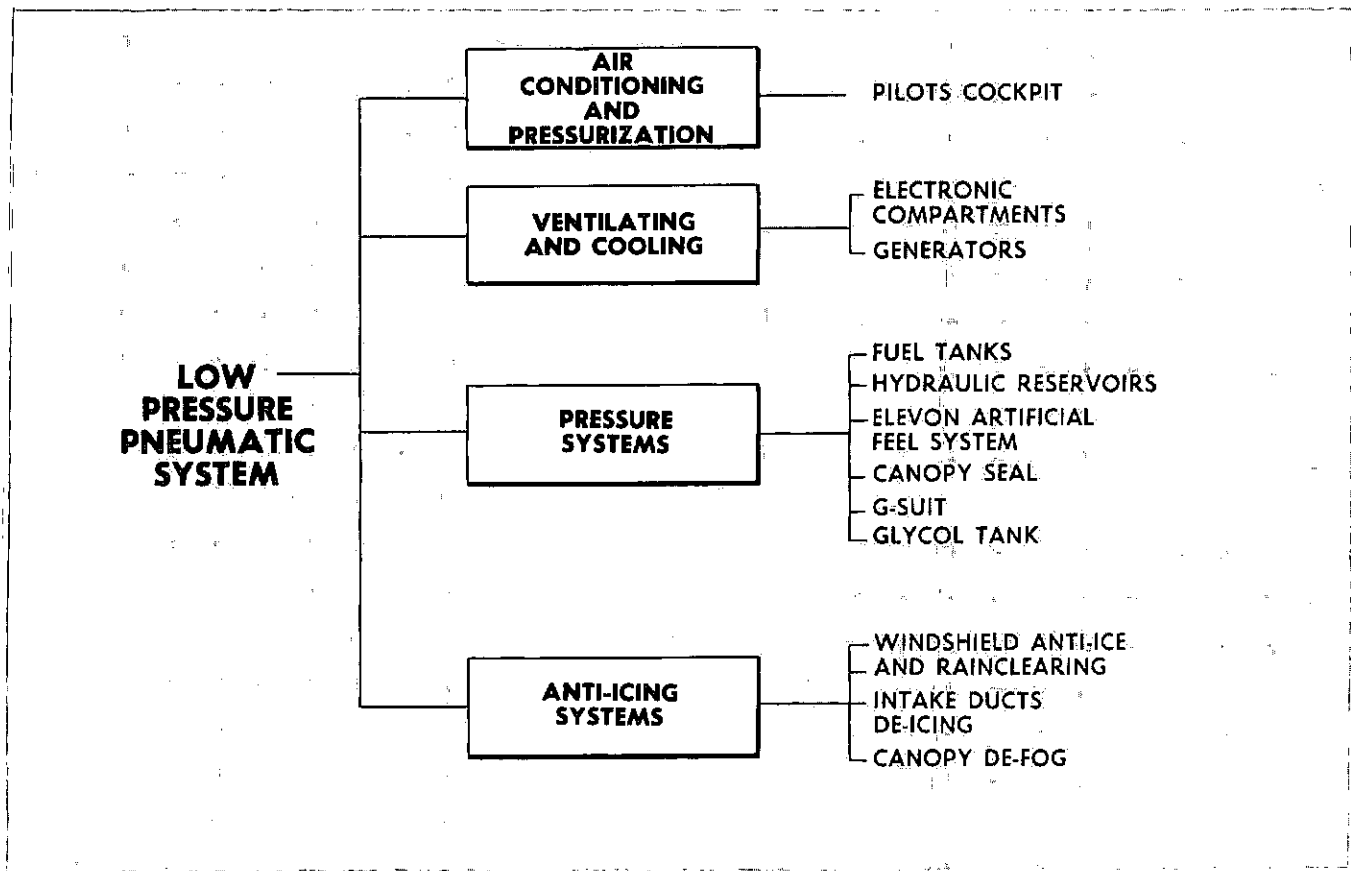 AIR
CONDITIONING
AND
PRESSURIZATION
PILOTS COCKPIT
VENTILATING
AND COOLING
ELECTRONIC
COMPARTMENTS
GENERATORS
LOW
PRESSURE
PNEUMATIC
SYSTEM
PRESSURE
SYSTEMS
FUEL TANKS
HYDRAULIC RESERVOIRS
ELEVON ARTIFICIAL
FEEL SYSTEM
CANOPY SEAL
G-SUIT
GLYCOL TANK
ANTI-ICING
SYSTEMS
WINDSHIELD ANTI-ICE
AND RAINCLEARING
INTAKE DUCTS
DE-ICING
CANOPY DE-FOG